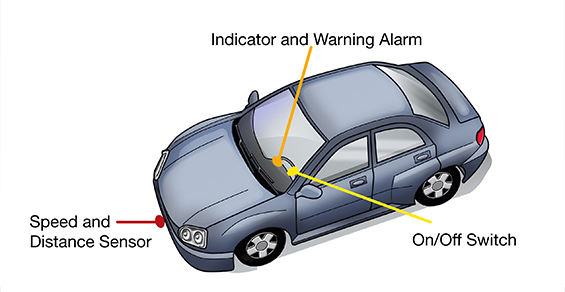 Indicator and Warning Alarm
Speed and
Distance Sensor
On/Off Switch